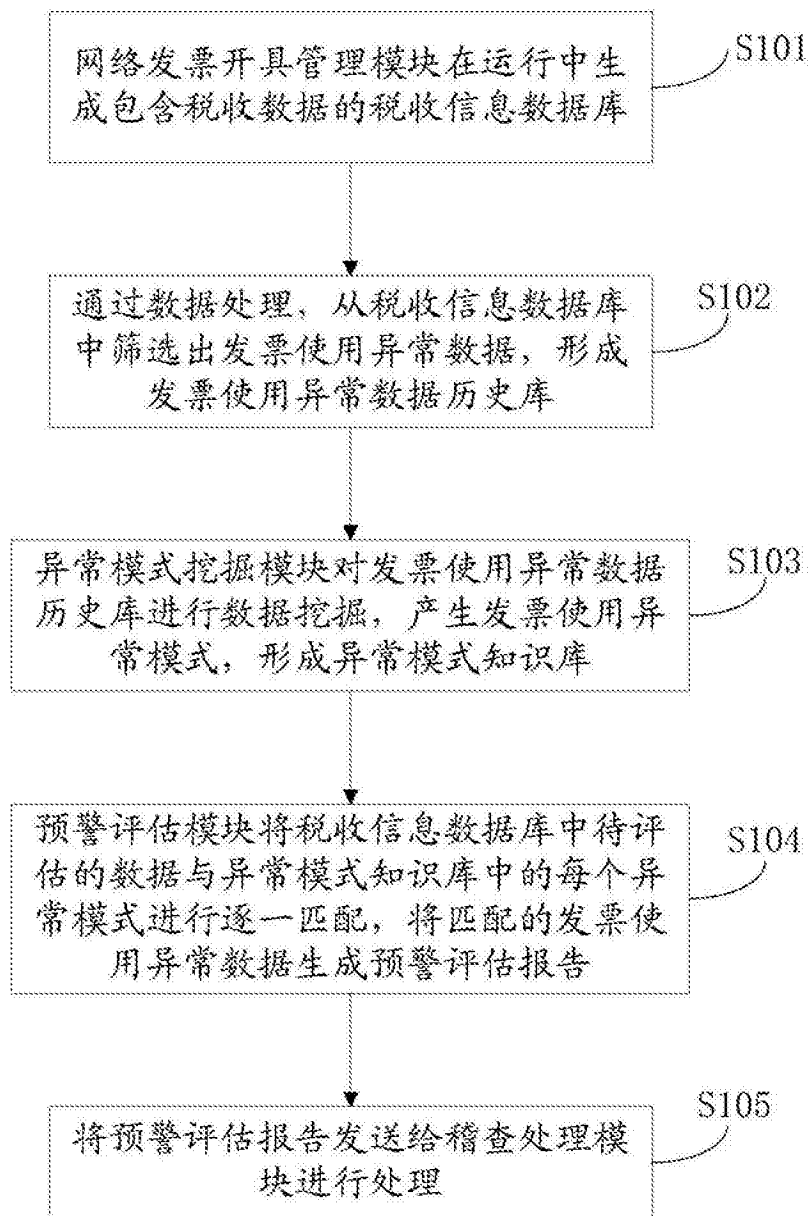 网络发票开具管理模块在运行中生
成包含税收数据的税收信息数据库
S101
通过数据处理、从税收信息数据库
中筛选出发票使用异常数据，形成
发票使用异常数据历史库
S102
异常模式挖掘模块对发票使用异常数据
历史库进行数据挖掘，产生发票使用异
常模式，形成异常模式知识库
S103
预警评估模块将税收信息数据库中待评
估的数据与异常模式知识库中的每个异
常模式进行逐一匹配，将匹配的发票使
用异常数据生成预警评估报告
S104
将预警评估报告发送给稽查处理模
块进行处理
S105